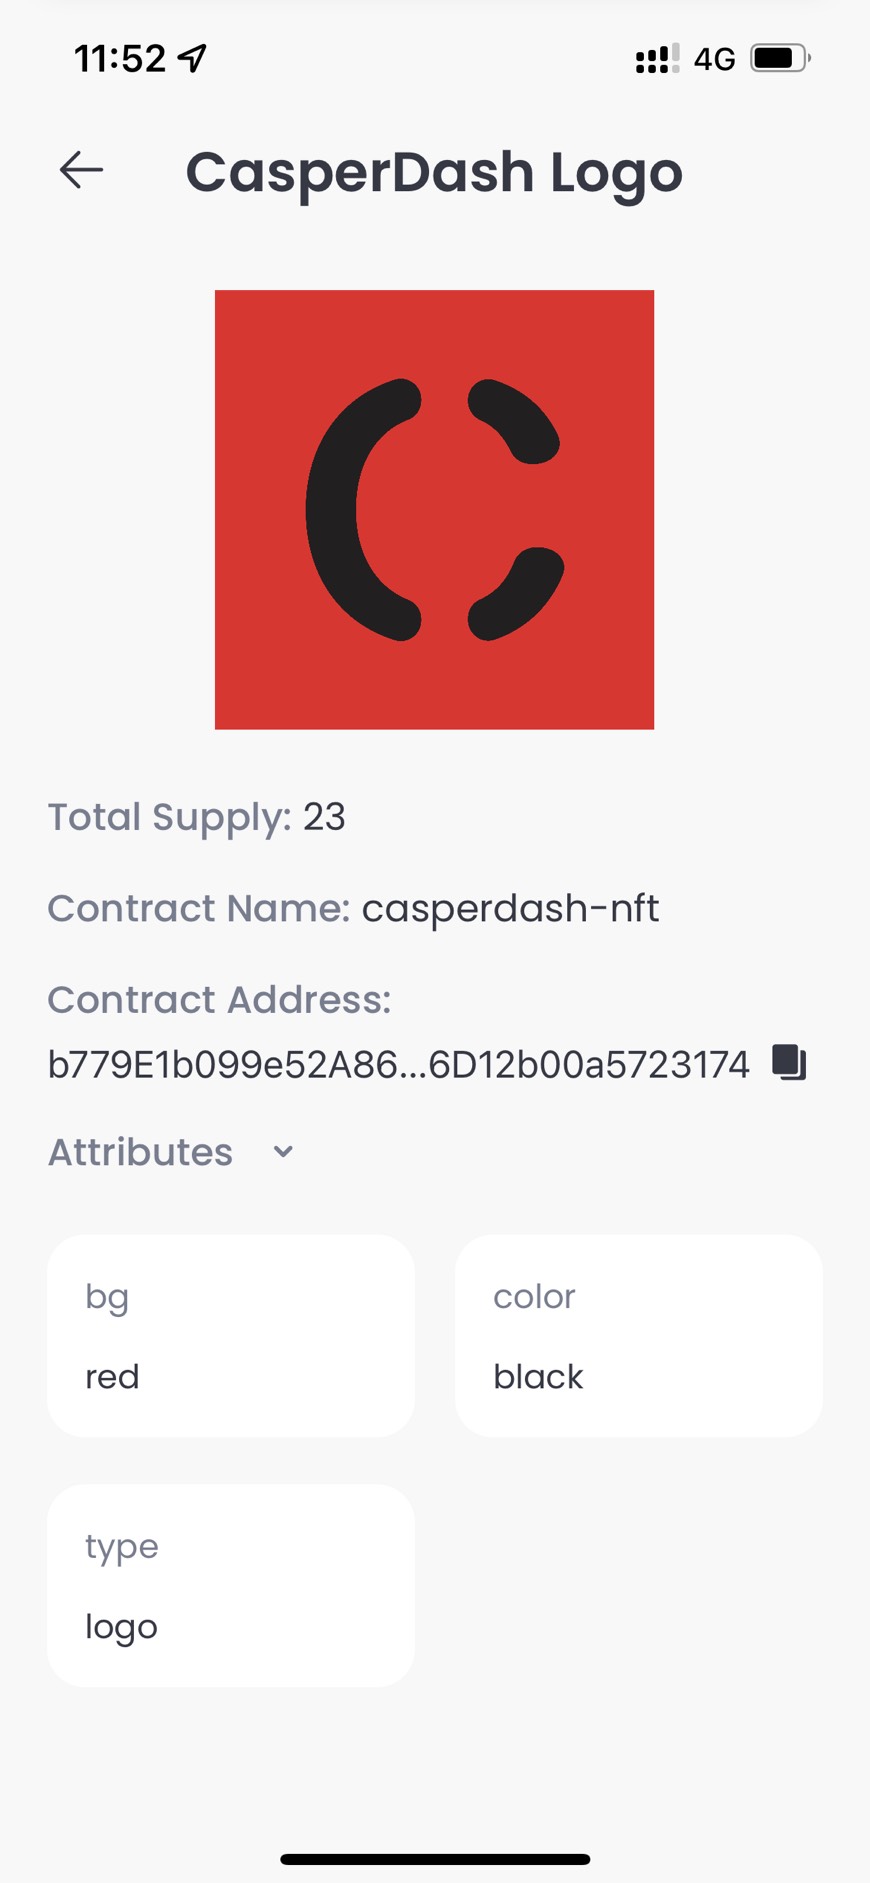 11:52 4G
CasperDash Logo
Total Supply: 23
Contract Name: casperdash-nft
Contract Address:
b779E1b099e52A86...6D12b00a5723174
Attributes
bg
red
color
black
type
logo